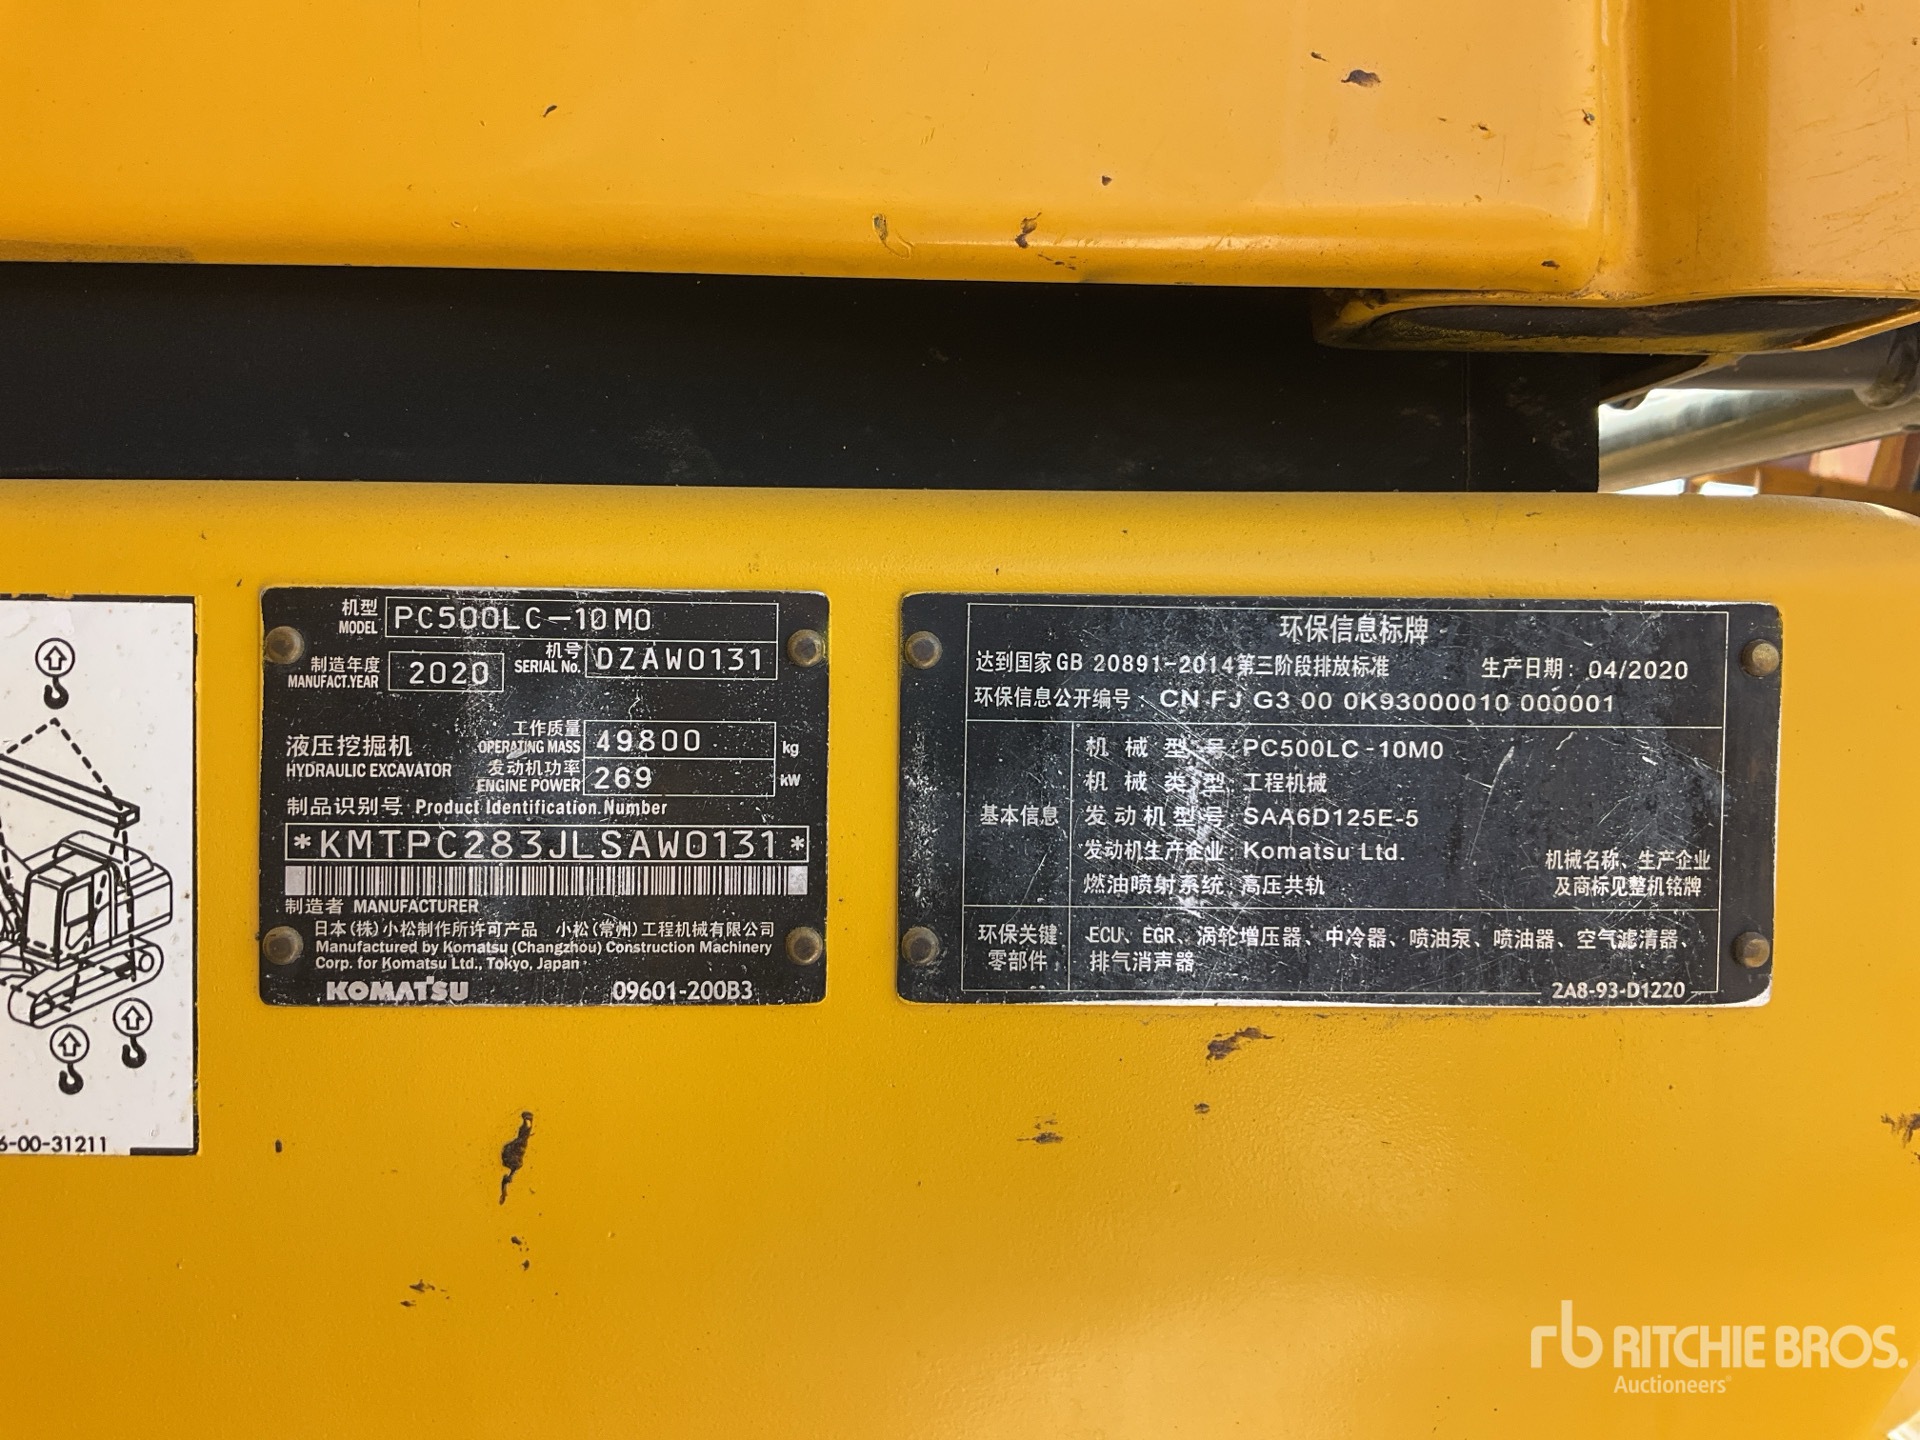 机型
MODEL
PC500LC-10M0
制造年度
MANUFACT.YEAR
2020
机号
SERIAL No.
DZAW0131
液压挖掘机
HYDRAULIC EXCAVATOR
工作质量
OPERATING MASS
49800 kg
发动机功率
ENGINE POWER
269 kW
制品识别号 Product Identification Number
*KMTPC283JLSAW0131*
制造者 MANUFACTURER
日本(株)小松制作所许可产品 小松(常州)工程机械有限公司
Manufactured by Komatsu (Changzhou) Construction Machinery
Corp. for Komatsu Ltd., Tokyo, Japan
KOMATSU 09601-200B3
环保信息标牌
达到国家GB 20891-2014第三阶段排放标准 生产日期: 04/2020
环保信息公开编号: CN FJ G3 00 0K93000010 000001
基本信息
机械型号: PC500LC-10M0
机械类型: 工程机械
发动机型号: SAA6D125E-5
发动机生产企业: Komatsu Ltd.
燃油喷射系统: 高压共轨
机械名称、生产企业
及商标见整机铭牌
环保关键
零部件
ECU、EGR、涡轮增压器、中冷器、喷油泵、喷油器、空气滤清器、
排气消声器
2A8-93-D1220
6-00-31211
rb RITCHIE BROS.
Auctioneers